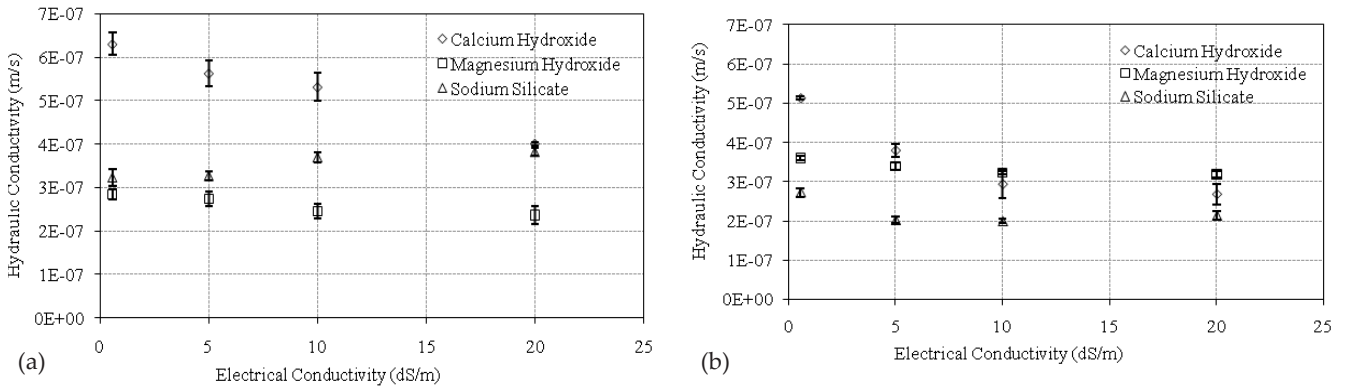 (a)
Hydraulic Conductivity (m/s)
7E-07
6E-07
5E-07
4E-07
3E-07
2E-07
1E-07
0E+00
Calcium Hydroxide
Magnesium Hydroxide
Sodium Silicate
0 5 10 15 20 25
Electrical Conductivity (dS/m)
(b)
Hydraulic Conductivity (m/s)
7E-07
6E-07
5E-07
4E-07
3E-07
2E-07
1E-07
0E+00
Calcium Hydroxide
Magnesium Hydroxide
Sodium Silicate
0 5 10 15 20 25
Electrical Conductivity (dS/m)